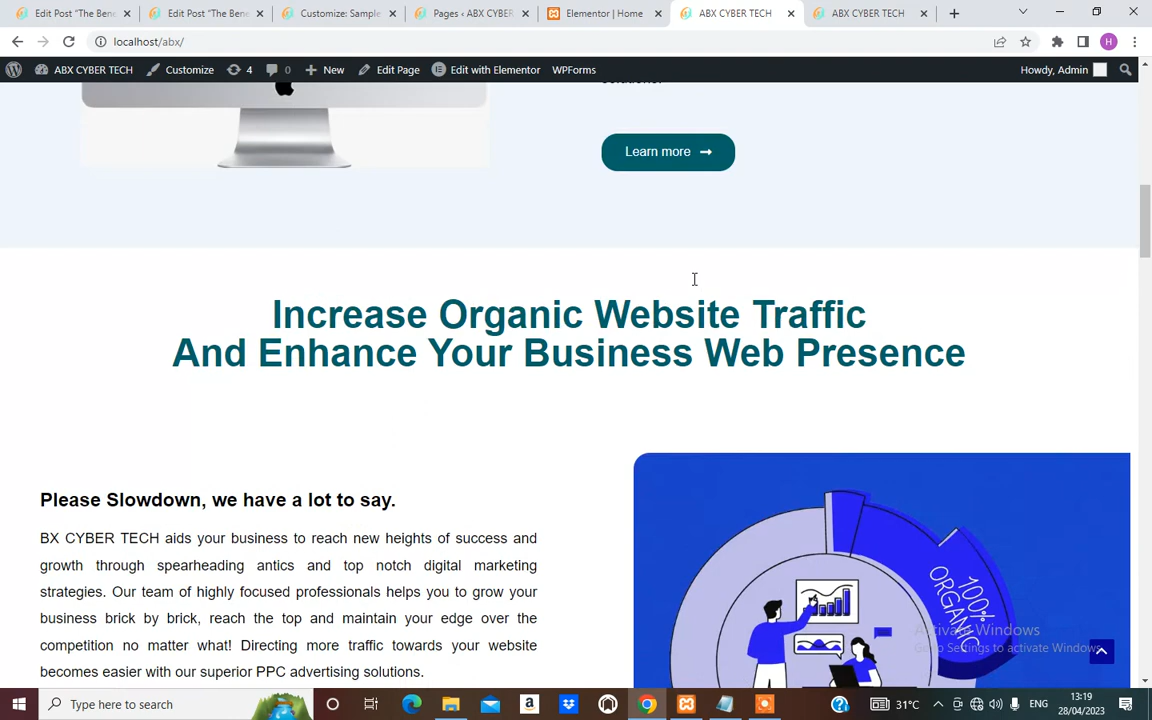 Edit Post "The Bene
Edit Post "The Bene
Customize: Sample
Pages ‹ ABX CYBER
Elementor | Home
ABX CYBER TECH
ABX CYBER TECH
localhost/abx/
H
ABX CYBER TECH
Customize
4
0
New
Edit Page
Edit with Elementor
WPForms
Howdy, Admin
Learn more
Increase Organic Website Traffic
And Enhance Your Business Web Presence
Please Slowdown, we have a lot to say.
BX CYBER TECH aids your business to reach new heights of success and
growth through spearheading antics and top notch digital marketing
strategies. Our team of highly focused professionals helps you to grow your
business brick by brick, reach the top and maintain your edge over the
competition no matter what! Directing more traffic towards your website
becomes easier with our superior PPC advertising solutions.
100%
ORGANIC
Activate Windows
Go to Settings to activate Windows.
Type here to search
31°C
ENG
13:19
28/04/2023